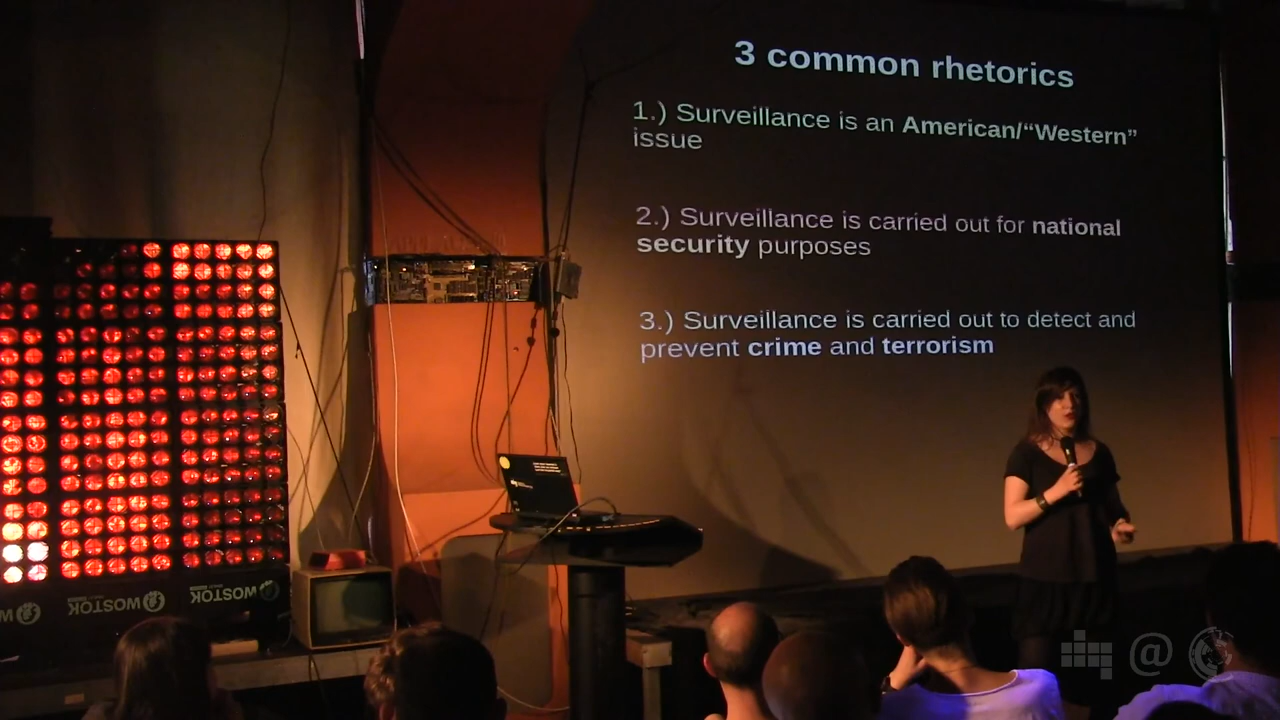 3 common rhetorics
1.) Surveillance is an American/“Western”
issue
2.) Surveillance is carried out for national
security purposes
3.) Surveillance is carried out to detect and
prevent crime and terrorism
WOSTOK
WOSTOK
@